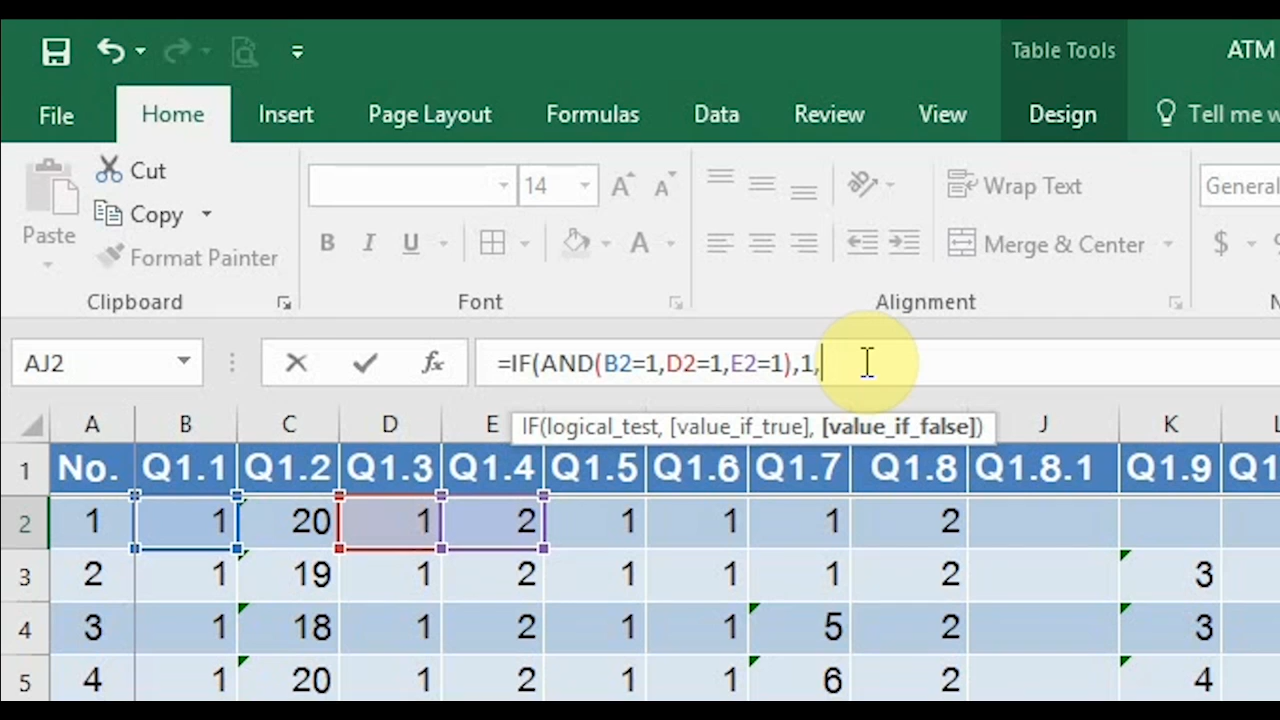 Table Tools
ATM
File Home Insert Page Layout Formulas Data Review View Design Tell me w
Paste
Cut
Copy
Format Painter
14
Wrap Text
Merge & Center
General
$
Clipboard Font Alignment N
AJ2 fx =IF(AND(B2=1,D2=1,E2=1),1,
IF(logical_test, [value_if_true], [value_if_false])
A B C D E J K L
1 No. Q1.1 Q1.2 Q1.3 Q1.4 Q1.5 Q1.6 Q1.7 Q1.8 Q1.8.1 Q1.9 Q1
2 1 1 20 1 2 1 1 1 2
3 2 1 19 1 2 1 1 1 2 3
4 3 1 18 1 2 1 1 5 2 3
5 4 1 20 1 2 1 1 6 2 4